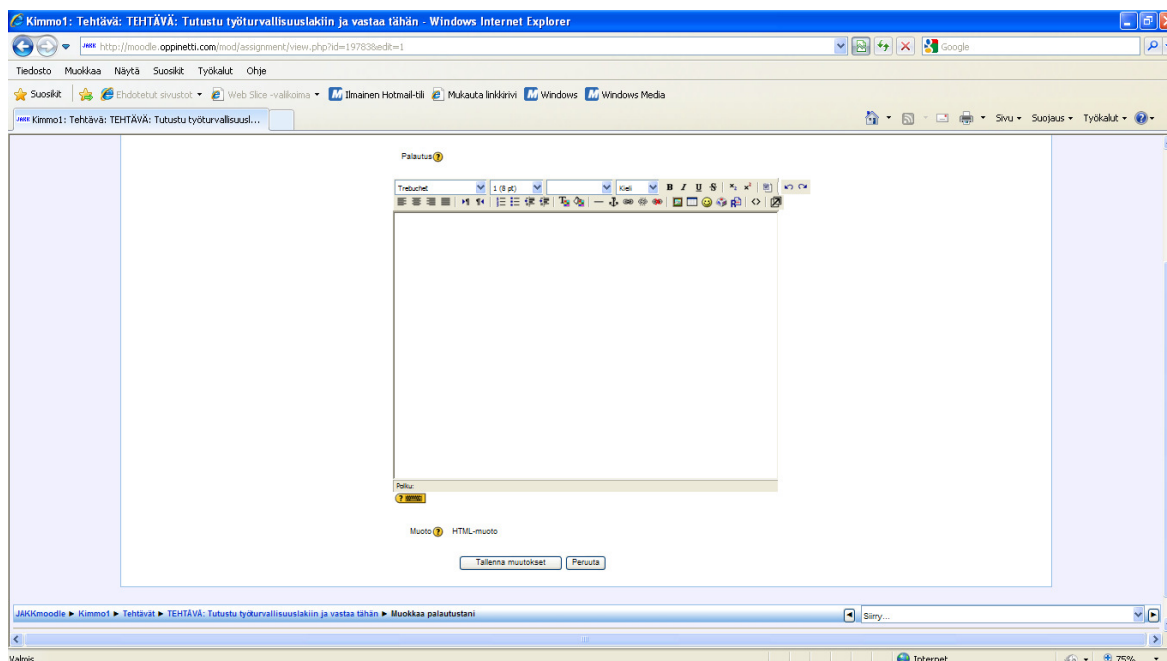 Kimmo1: Tehtävä: TEHTÄVÄ: Tutustu työturvallisuuslakiin ja vastaa tähän - Windows Internet Explorer
JAKK http://moodle.oppinetti.com/mod/assignment/view.php?id=19783&edit=1 Google
Tiedosto Muokkaa Näytä Suosikit Työkalut Ohje
Suosikit Ehdotetut sivustot Web Slice -valikoima Ilmainen Hotmail-tili Mukauta linkkirivi Windows Windows Media
JAKK Kimmo1: Tehtävä: TEHTÄVÄ: Tutustu työturvallisuusl... Sivu Suojaus Työkalut
Palautus
Trebuchet 1 (8 pt) Kieli B I U S
Polku:
Muoto HTML-muoto
Tallenna muutokset Peruuta
JAKKmoodle ► Kimmo1 ► Tehtävät ► TEHTÄVÄ: Tutustu työturvallisuuslakiin ja vastaa tähän ► Muokkaa palautustani Siirry...
Valmis Internet 75%